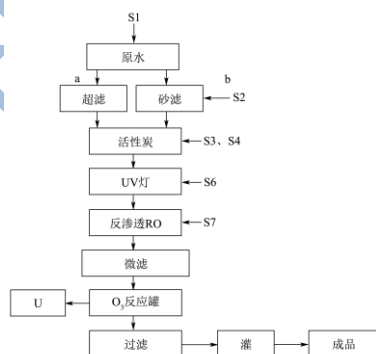 S1
原水
a
b
超滤
砂滤
S2
活性炭
S3、S4
UV灯
S6
反渗透RO
S7
微滤
U
O₃反应罐
过滤
灌
成品